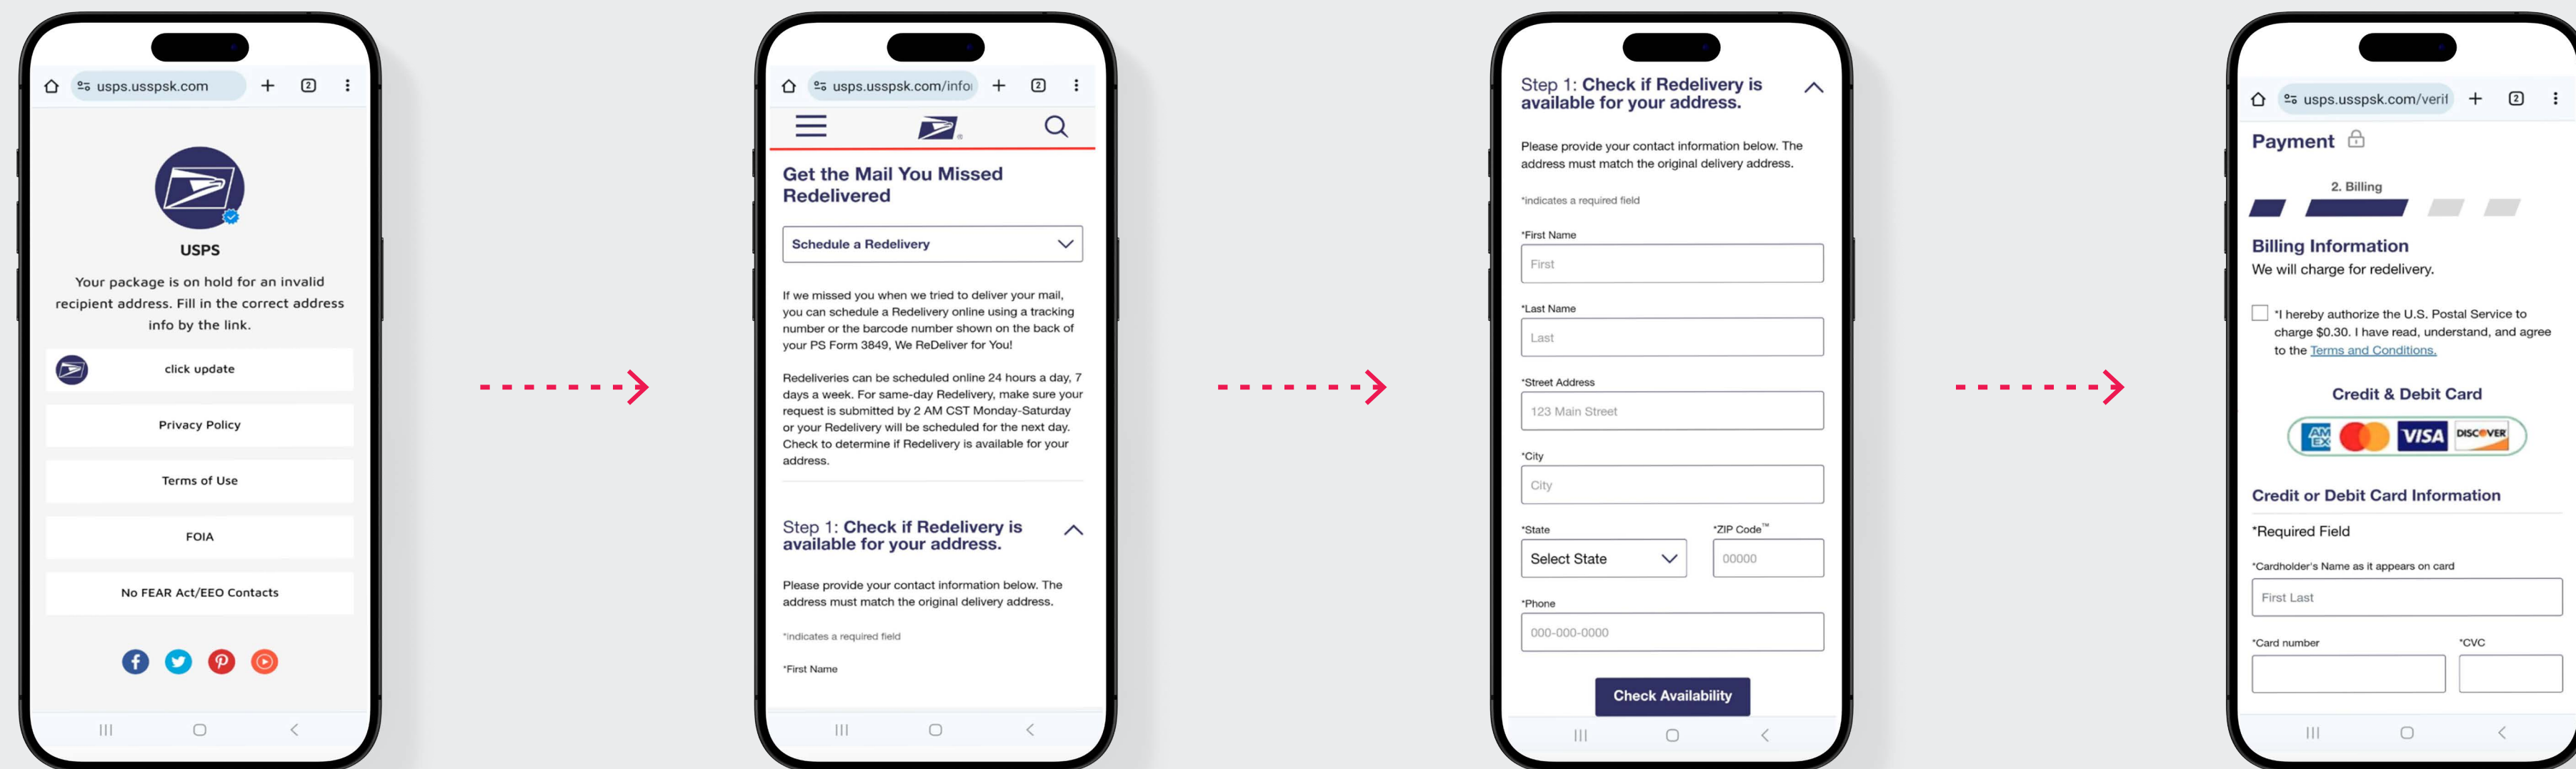 usps.usspsk.com
2
USPS
Your package is on hold for an invalid
recipient address. Fill in the correct address
info by the link.
click update
Privacy Policy
Terms of Use
FOIA
No FEAR Act/EEO Contacts
usps.usspsk.com/infor
2
Get the Mail You Missed
Redelivered
Schedule a Redelivery
If we missed you when we tried to deliver your mail,
you can schedule a Redelivery online using a tracking
number or the barcode number shown on the back of
your PS Form 3849, We ReDeliver for You!
Redeliveries can be scheduled online 24 hours a day, 7
days a week. For same-day Redelivery, make sure your
request is submitted by 2 AM CST Monday-Saturday
or your Redelivery will be scheduled for the next day.
Check to determine if Redelivery is available for your
address.
Step 1: Check if Redelivery is
available for your address.
Please provide your contact information below. The
address must match the original delivery address.
*indicates a required field
*First Name
Step 1: Check if Redelivery is
available for your address.
Please provide your contact information below. The
address must match the original delivery address.
*indicates a required field
*First Name
First
*Last Name
Last
*Street Address
123 Main Street
*City
City
*State *ZIP Code™
Select State 00000
*Phone
000-000-0000
Check Availability
usps.usspsk.com/verif
2
Payment
2. Billing
Billing Information
We will charge for redelivery.
*I hereby authorize the U.S. Postal Service to
charge $0.30. I have read, understand, and agree
to the Terms and Conditions.
Credit & Debit Card
AM EX VISA DISCOVER
Credit or Debit Card Information
*Required Field
*Cardholder's Name as it appears on card
First Last
*Card number *CVC